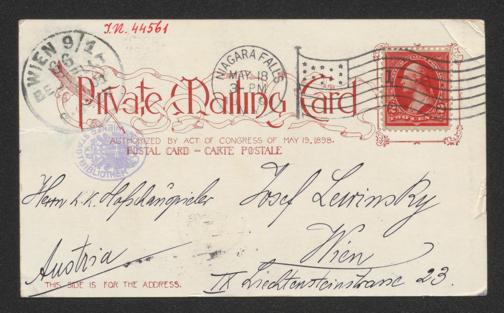 I.N. 44561
WIEN 9/1
NIAGARA FALLS
MAY 18
3-PM
Private Mailing Card
AUTHORIZED BY ACT OF CONGRESS OF MAY 19, 1898.
POSTAL CARD – CARTE POSTALE
Herrn k. k. Hofschauspieler Josef Lewinsky
Wien
Austria
IX Liechtensteinstrasse 23.
THIS SIDE IS FOR THE ADDRESS.